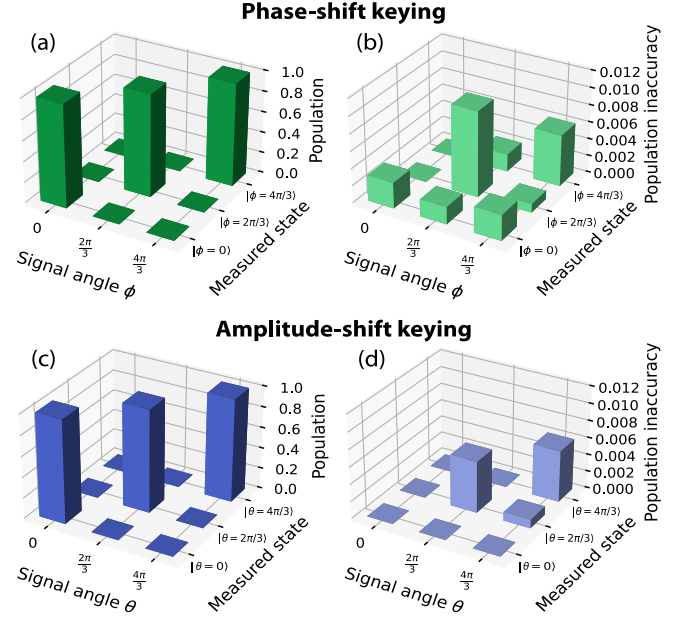 Phase-shift keying
(a)
1.0
0.8
0.6
0.4
0.2
0.0
Population
|ϕ = 4π/3⟩
|ϕ = 2π/3⟩
|ϕ = 0⟩
Measured state
0
2π/3
4π/3
Signal angle ϕ
(b)
0.012
0.010
0.008
0.006
0.004
0.002
0.000
Population inaccuracy
|ϕ = 4π/3⟩
|ϕ = 2π/3⟩
|ϕ = 0⟩
Measured state
0
2π/3
4π/3
Signal angle ϕ
Amplitude-shift keying
(c)
1.0
0.8
0.6
0.4
0.2
0.0
Population
|θ = 4π/3⟩
|θ = 2π/3⟩
|θ = 0⟩
Measured state
0
2π/3
4π/3
Signal angle θ
(d)
0.012
0.010
0.008
0.006
0.004
0.002
0.000
Population inaccuracy
|θ = 4π/3⟩
|θ = 2π/3⟩
|θ = 0⟩
Measured state
0
2π/3
4π/3
Signal angle θ